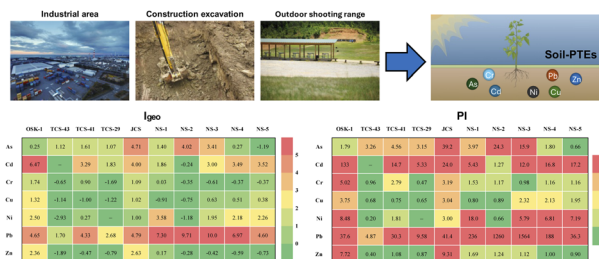 Industrial area
Construction excavation
Outdoor shooting range
Soil-PTEs
As
Cr
Cd
Ni
Pb
Cu
Zn
Igeo
OSK-1 TCS-43 TCS-41 TCS-29 JCS NS-1 NS-2 NS-3 NS-4 NS-5
As 0.25 1.12 1.61 1.07 4.71 1.40 4.02 3.41 0.27 -1.19
Cd 6.47 – 3.29 1.83 4.00 1.86 -0.24 3.00 3.49 3.52
Cr 1.74 -0.65 0.90 -1.69 1.09 0.03 -0.35 -0.61 -0.37 -0.37
Cu 1.32 -1.14 -1.00 -1.22 1.02 -0.91 -0.75 0.63 0.51 0.38
Ni 2.50 -2.93 0.27 – 1.00 3.58 -1.18 1.95 2.18 2.26
Pb 4.65 1.70 4.33 2.68 4.79 7.30 9.71 10.0 6.97 4.60
Zn 2.36 -1.89 -0.47 -0.79 2.63 0.17 -0.28 -0.42 -0.59 -0.73
5
4
3
2
1
0
PI
OSK-1 TCS-43 TCS-41 TCS-29 JCS NS-1 NS-2 NS-3 NS-4 NS-5
As 1.79 3.26 4.56 3.15 39.2 3.97 24.3 15.9 1.80 0.66
Cd 133 – 14.7 5.33 24.0 5.43 1.27 12.0 16.8 17.2
Cr 5.02 0.96 2.79 0.47 3.19 1.53 1.17 0.98 1.16 1.16
Cu 3.75 0.68 0.75 0.65 3.04 0.80 0.89 2.32 2.13 1.95
Ni 8.48 0.20 1.81 – 3.00 18.0 0.66 5.79 6.81 7.19
Pb 37.6 4.87 30.3 9.58 41.4 236 1260 1564 188 36.3
Zn 7.72 0.40 1.08 0.87 9.31 1.69 1.24 1.12 1.00 0.90